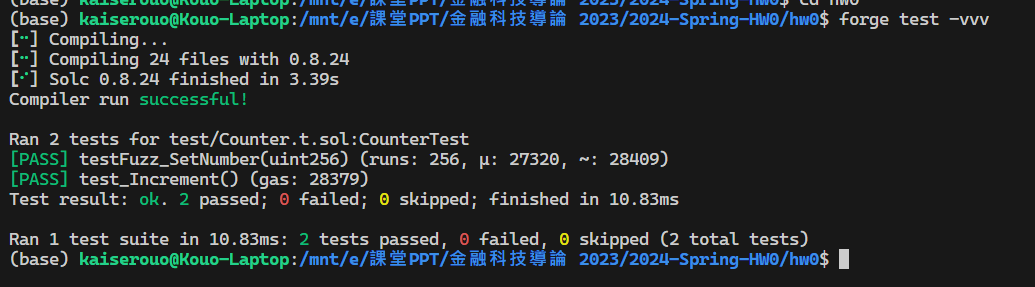 (base) kaiserouo@Kouo-Laptop:/mnt/e/課堂PPT/金融科技導論 2023/2024-Spring-HW0$ cd hw0
(base) kaiserouo@Kouo-Laptop:/mnt/e/課堂PPT/金融科技導論 2023/2024-Spring-HW0/hw0$ forge test -vvv
[⠒] Compiling...
[⠒] Compiling 24 files with 0.8.24
[⠊] Solc 0.8.24 finished in 3.39s
Compiler run successful!

Ran 2 tests for test/Counter.t.sol:CounterTest
[PASS] testFuzz_SetNumber(uint256) (runs: 256, μ: 27320, ~: 28409)
[PASS] test_Increment() (gas: 28379)
Test result: ok. 2 passed; 0 failed; 0 skipped; finished in 10.83ms

Ran 1 test suite in 10.83ms: 2 tests passed, 0 failed, 0 skipped (2 total tests)
(base) kaiserouo@Kouo-Laptop:/mnt/e/課堂PPT/金融科技導論 2023/2024-Spring-HW0/hw0$